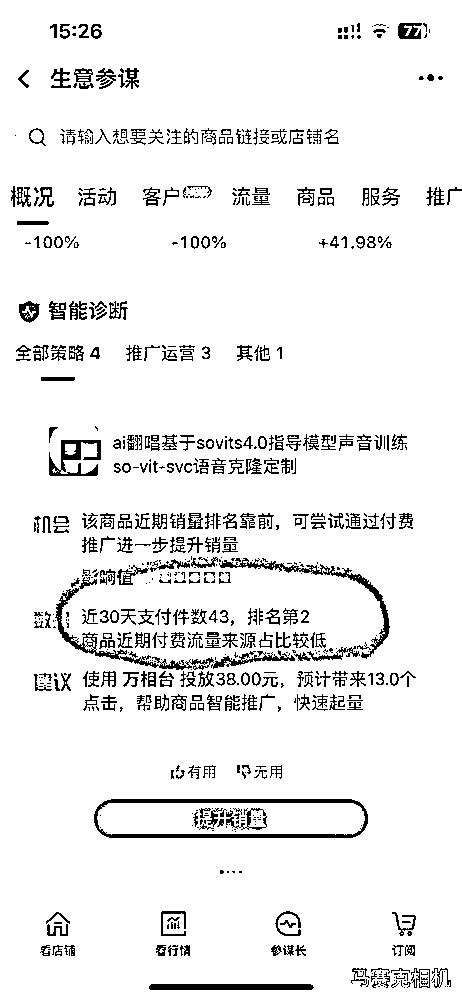 15:26
77
生意参谋
请输入想要关注的商品链接或店铺名
概况 活动 客户 流量 商品 服务 推广
-100% -100% +41.98%
智能诊断
全部策略 4 推广运营 3 其他 1
ai翻唱基于sovits4.0指导模型声音训练
so-vit-svc语音克隆定制
机会 该商品近期销量排名靠前，可尝试通过付费
推广进一步提升销量
影响值
数据 近30天支付件数43，排名第2
商品近期付费流量来源占比较低
建议 使用 万相台 投放38.00元，预计带来13.0个
点击，帮助商品智能推广，快速起量
有用 无用
提升销量
看店铺 看行情 参谋长 订阅
马赛克相机